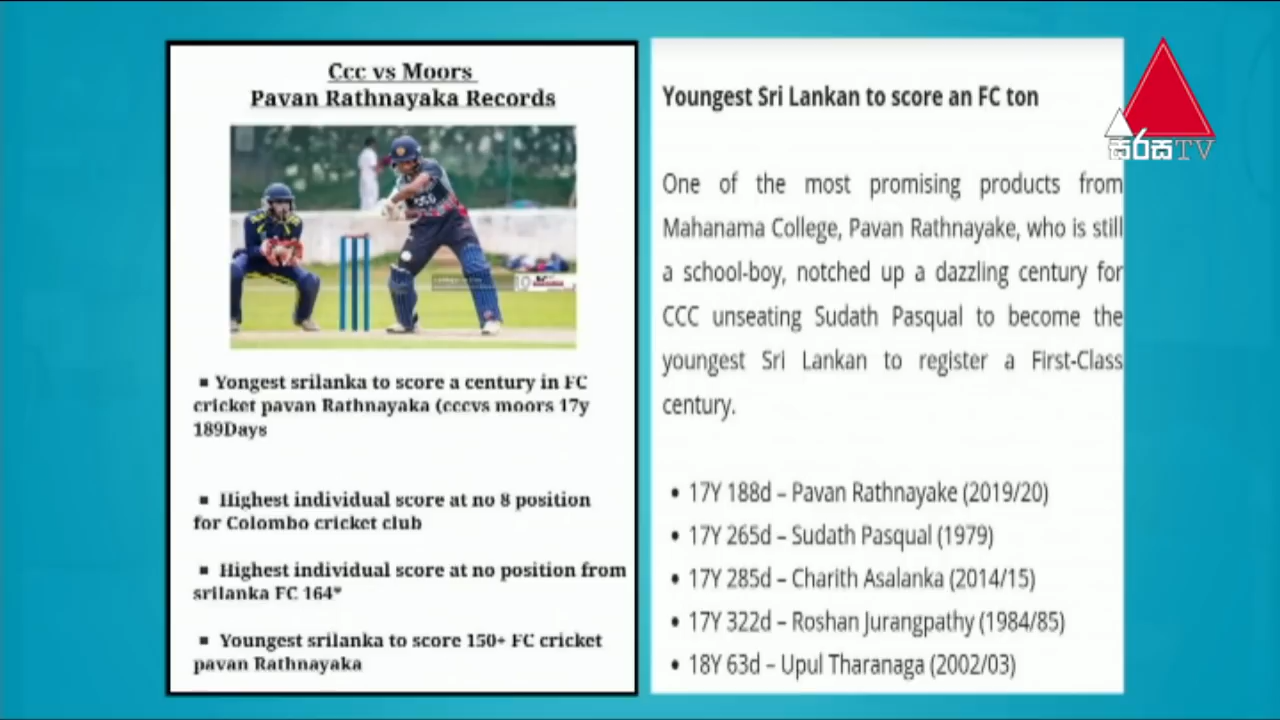 Ccc vs Moors
Pavan Rathnayaka Records
▪ Yongest srilanka to score a century in FC
cricket pavan Rathnayaka (cccvs moors 17y
189Days
▪ Highest individual score at no 8 position
for Colombo cricket club
▪ Highest individual score at no position from
srilanka FC 164*
▪ Youngest srilanka to score 150+ FC cricket
pavan Rathnayaka
Youngest Sri Lankan to score an FC ton
One of the most promising products from
Mahanama College, Pavan Rathnayake, who is still
a school-boy, notched up a dazzling century for
CCC unseating Sudath Pasqual to become the
youngest Sri Lankan to register a First-Class
century.
• 17Y 188d – Pavan Rathnayake (2019/20)
• 17Y 265d – Sudath Pasqual (1979)
• 17Y 285d – Charith Asalanka (2014/15)
• 17Y 322d – Roshan Jurangpathy (1984/85)
• 18Y 63d – Upul Tharanaga (2002/03)
සිරස TV